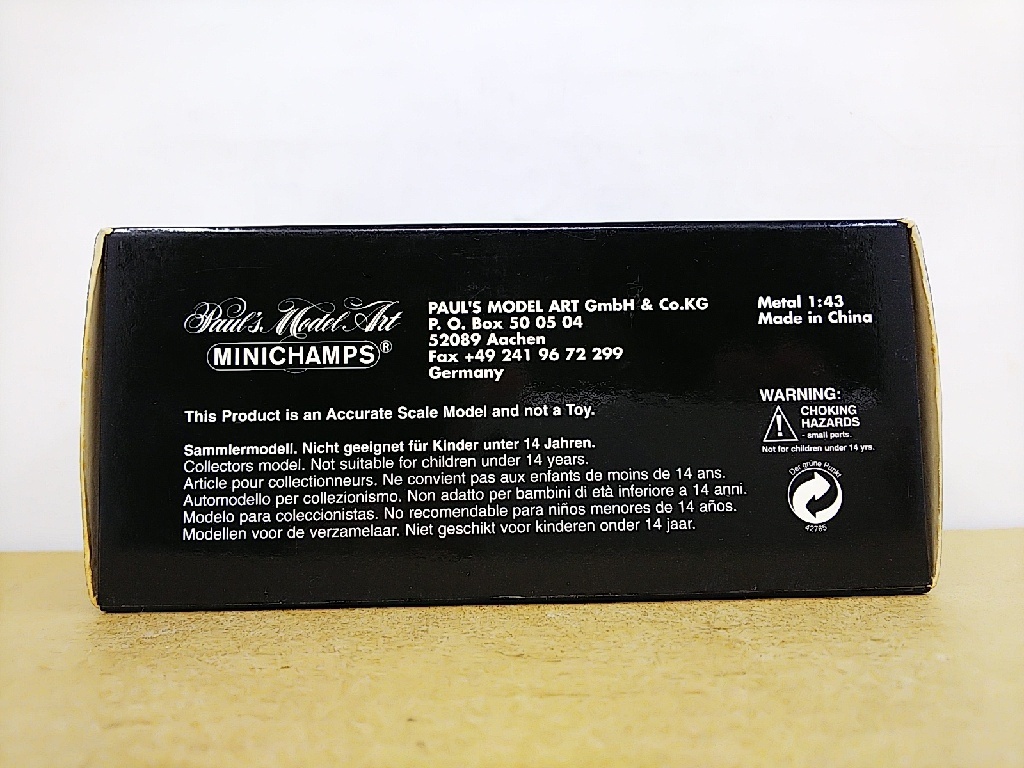 Paul's Model Art
MINICHAMPS®
PAUL'S MODEL ART GmbH & Co.KG
P. O. Box 50 05 04
52089 Aachen
Fax +49 241 96 72 299
Germany
Metal 1:43
Made in China
This Product is an Accurate Scale Model and not a Toy.
Sammlermodell. Nicht geeignet für Kinder unter 14 Jahren.
Collectors model. Not suitable for children under 14 years.
Article pour collectionneurs. Ne convient pas aux enfants de moins de 14 ans.
Automodello per collezionismo. Non adatto per bambini di età inferiore a 14 anni.
Modelo para coleccionistas. No recomendable para niños menores de 14 años.
Modellen voor de verzamelaar. Niet geschikt voor kinderen onder 14 jaar.
WARNING:
CHOKING
HAZARDS
- small parts.
Not for children under 14 yrs.
Der grüne Punkt
42785